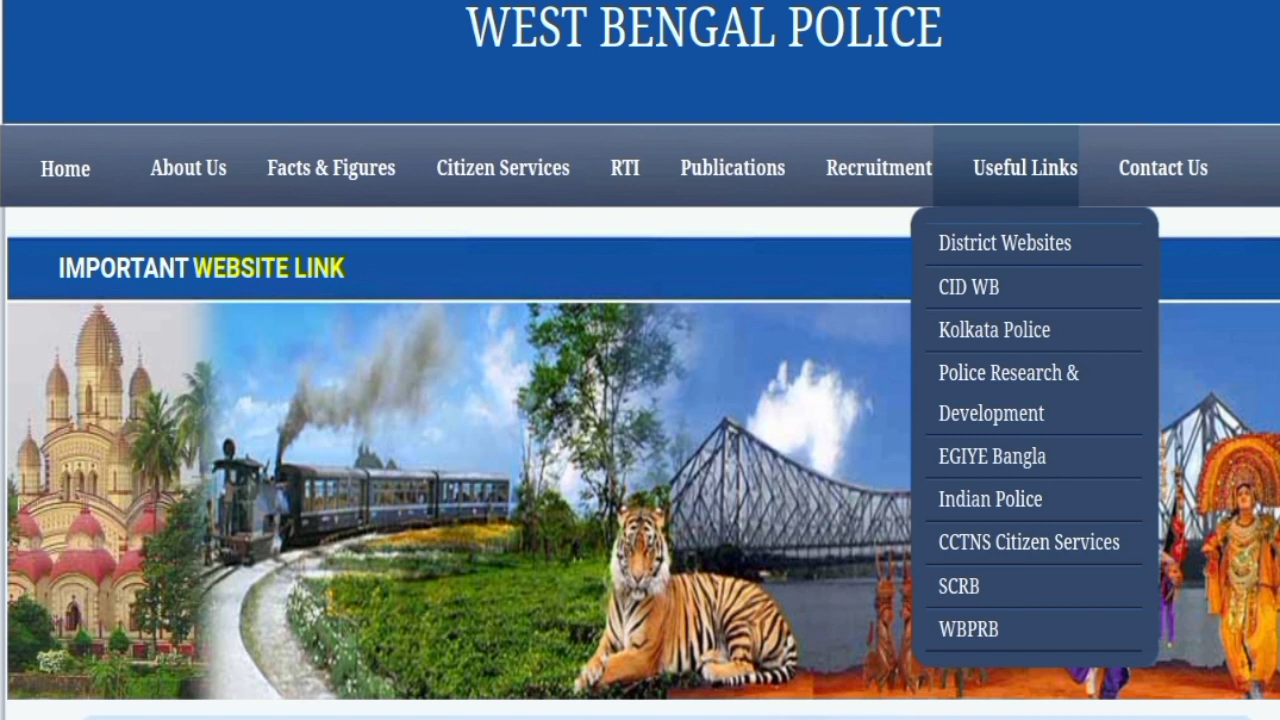 WEST BENGAL POLICE
Home About Us Facts & Figures Citizen Services RTI Publications Recruitment Useful Links Contact Us
IMPORTANT WEBSITE LINK
District Websites
CID WB
Kolkata Police
Police Research &
Development
EGIYE Bangla
Indian Police
CCTNS Citizen Services
SCRB
WBPRB